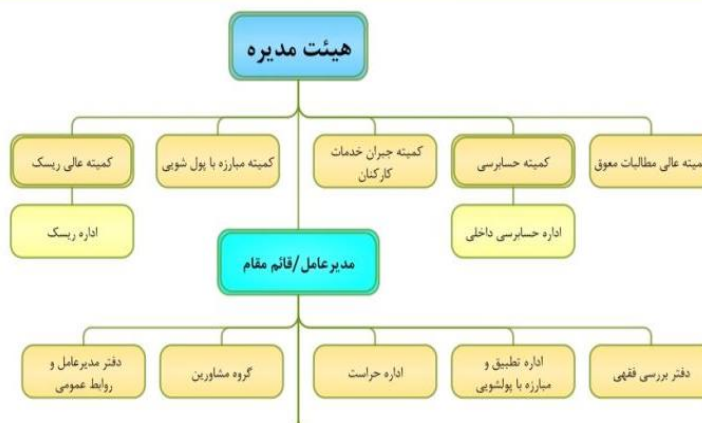 هیئت مدیره
کمیته عالی مطالبات معوق
کمیته حسابرسی
کمیته جبران خدمات
کارکنان
کمیته مبارزه با پول شویی
کمیته عالی ریسک
اداره حسابرسی داخلی
اداره ریسک
مدیرعامل/قائم مقام
دفتر بررسی فقهی
اداره تطبیق و
مبارزه با پولشویی
اداره حراست
گروه مشاورین
دفتر مدیرعامل و
روابط عمومی